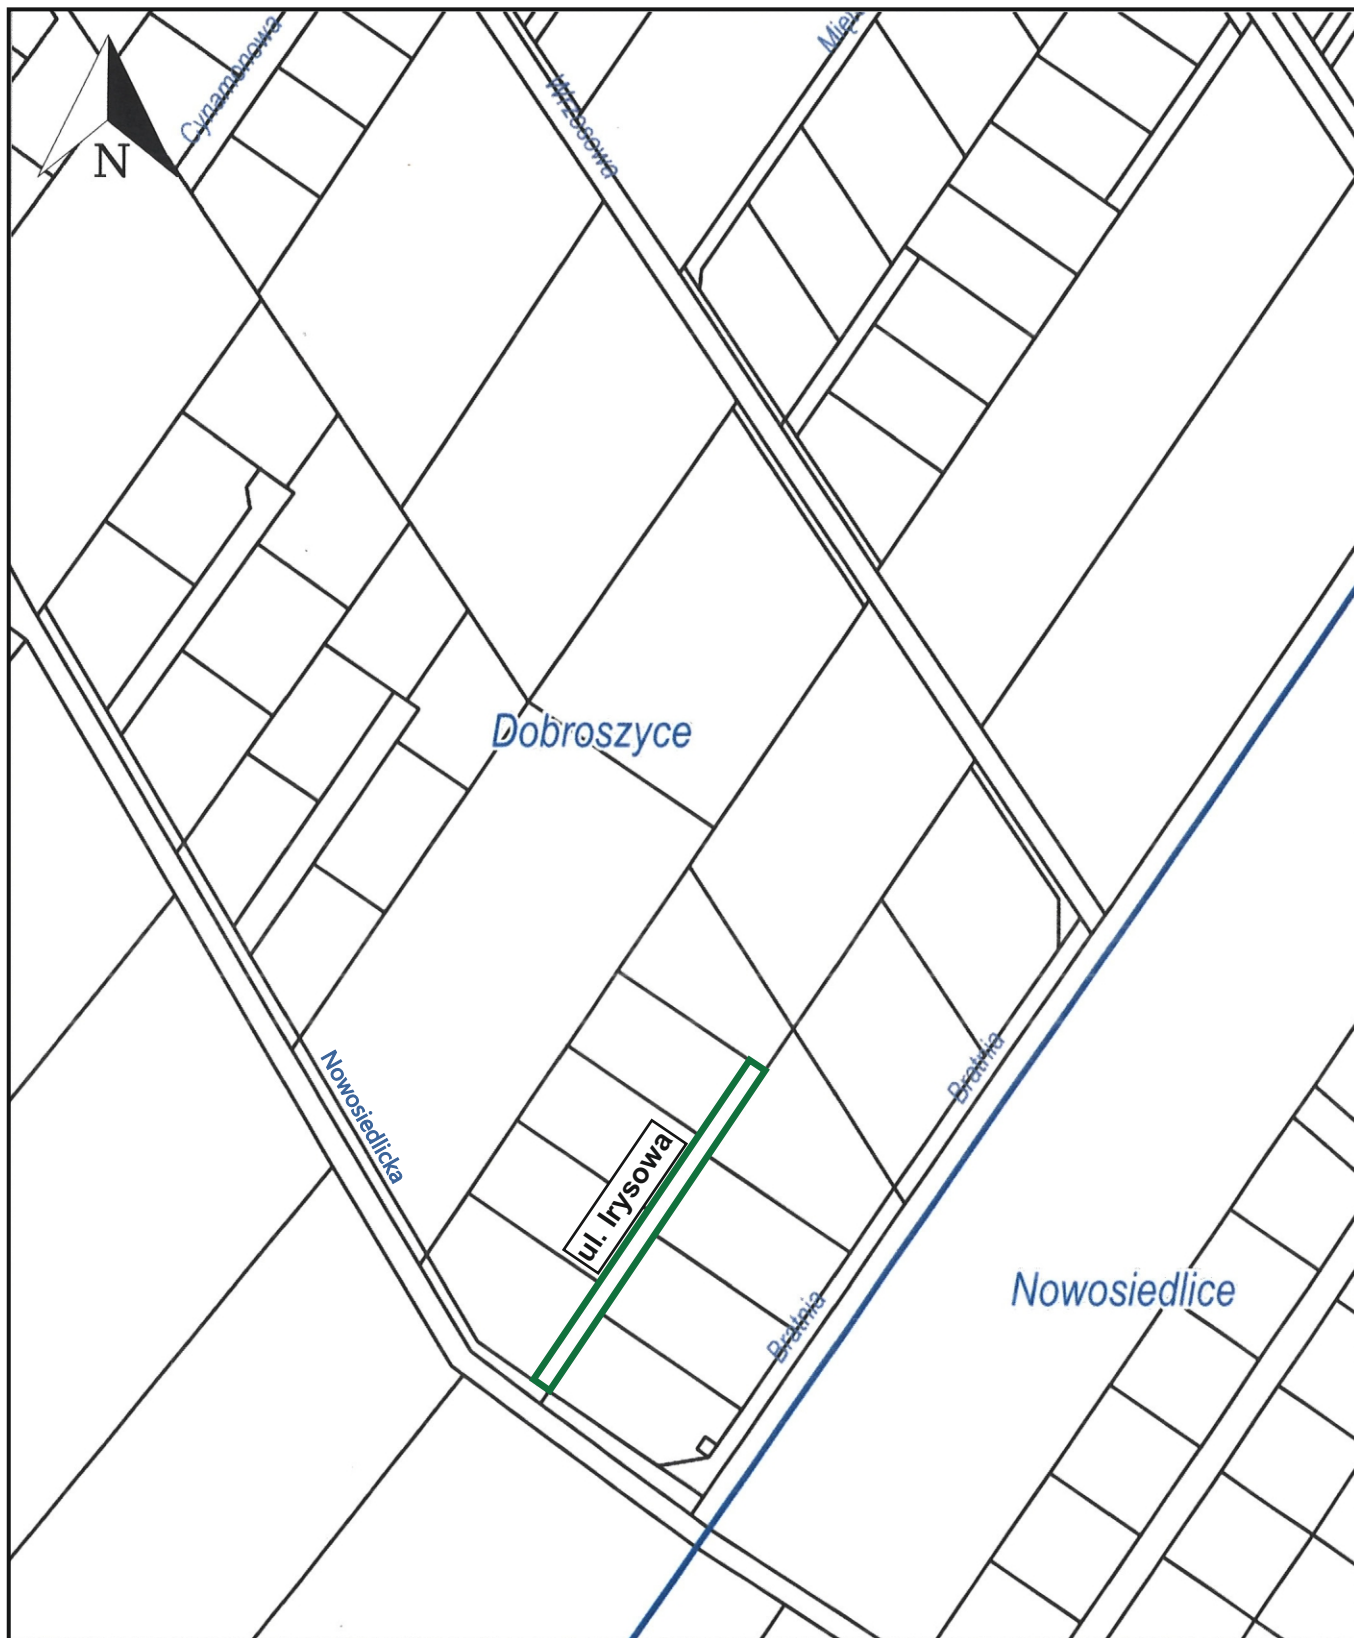 Cynamonowa
Wrzosowa
N
Dobroszyce
Nowosiedlicka
Bratnia
ul. Irysowa
Nowosiedlice
Bratnia